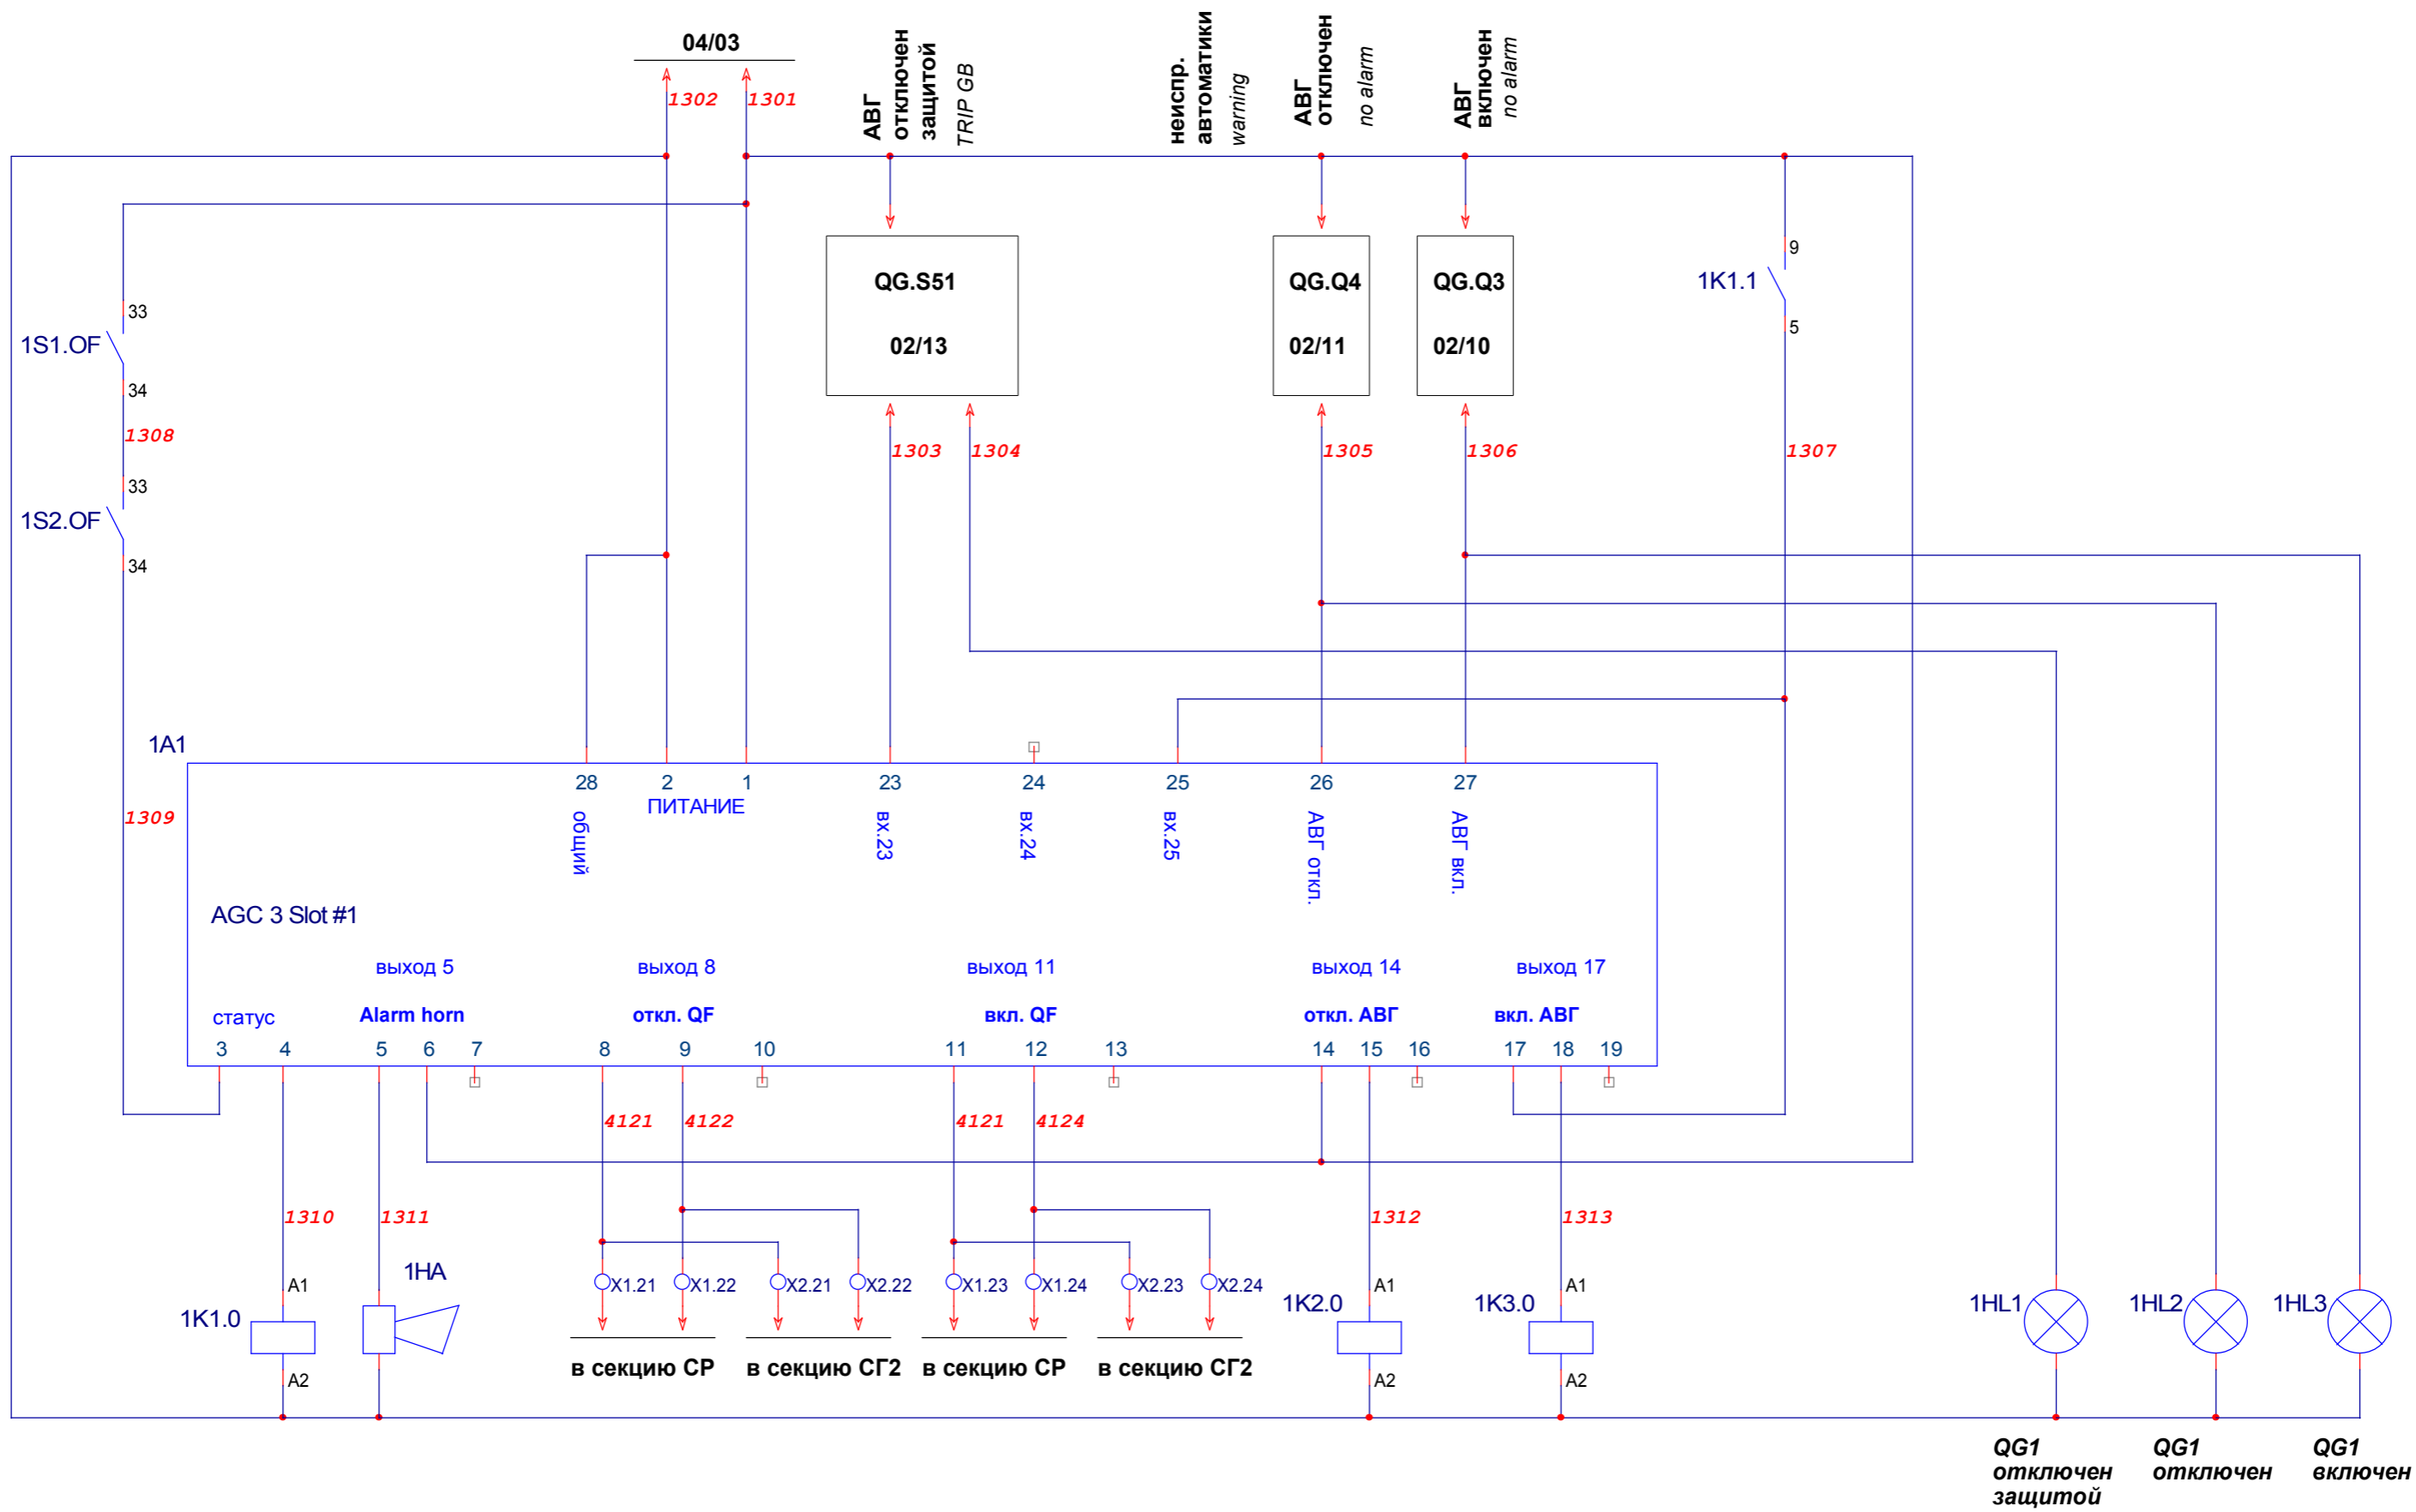 04/03
1302
1301
АВГ
отключен
защитой
TRIP GB
неиспр.
автоматики
warning
АВГ
отключен
no alarm
АВГ
включен
no alarm
QG.S51
02/13
QG.Q4
02/11
QG.Q3
02/10
1K1.1
9
5
1S1.OF
33
34
1308
1S2.OF
33
34
1303
1304
1305
1306
1307
1A1
1309
28
2
1
23
24
25
26
27
общий
ПИТАНИЕ
вх.23
вх.24
вх.25
АВГ откл.
АВГ вкл.
AGC 3 Slot #1
выход 5
выход 8
выход 11
выход 14
выход 17
статус
Alarm horn
откл. QF
вкл. QF
откл. АВГ
вкл. АВГ
3
4
5
6
7
8
9
10
11
12
13
14
15
16
17
18
19
4121
4122
4121
4124
1310
1311
1312
1313
1K1.0
A1
A2
1HA
X1.21
X1.22
X2.21
X2.22
X1.23
X1.24
X2.23
X2.24
1K2.0
A1
A2
1K3.0
A1
A2
1HL1
1HL2
1HL3
в секцию СР
в секцию СГ2
в секцию СР
в секцию СГ2
QG1
отключен
защитой
QG1
отключен
QG1
включен